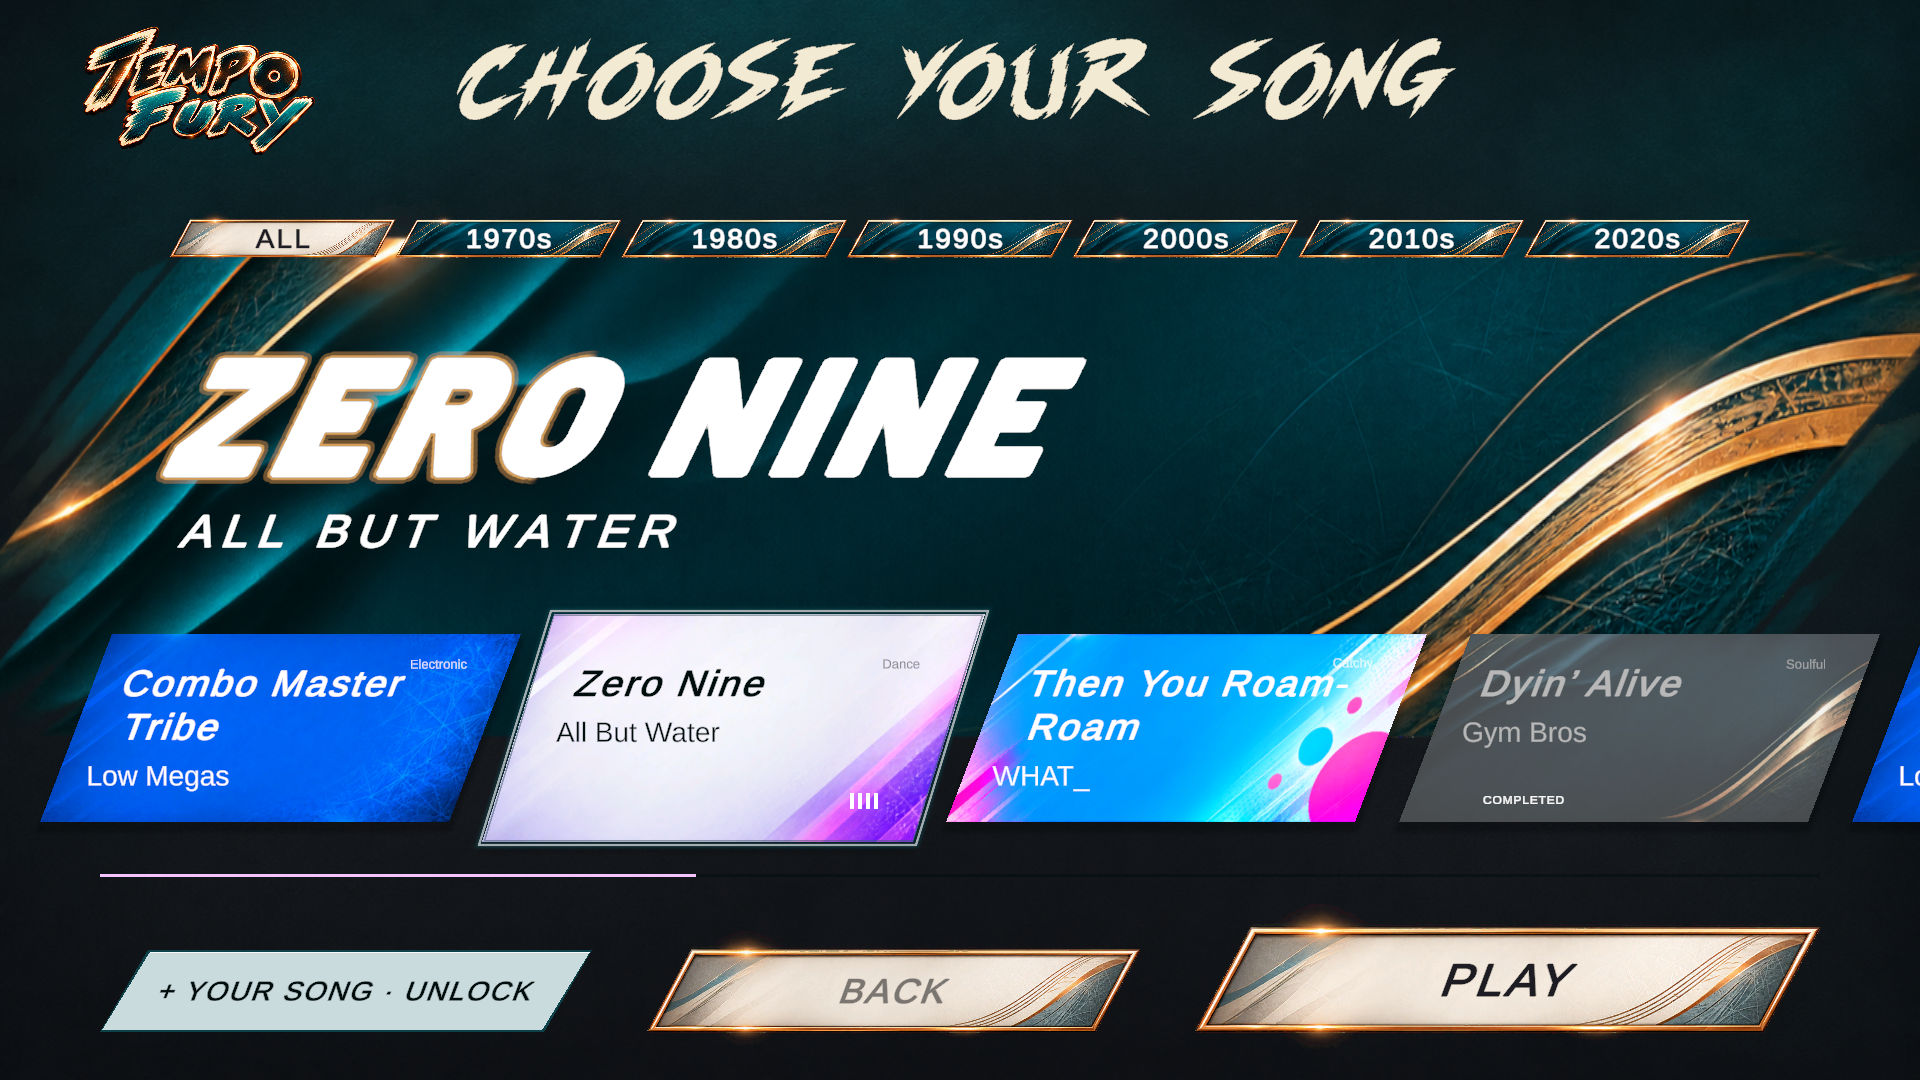 TEMPO
FURY
CHOOSE YOUR SONG
ALL
1970s
1980s
1990s
2000s
2010s
2020s
ZERO NINE
ALL BUT WATER
Combo Master
Tribe
Electronic
Low Megas
Zero Nine
Dance
All But Water
Then You Roam-
Roam
Catchy
WHAT_
Dyin’ Alive
Soulful
Gym Bros
COMPLETED
+ YOUR SONG · UNLOCK
BACK
PLAY